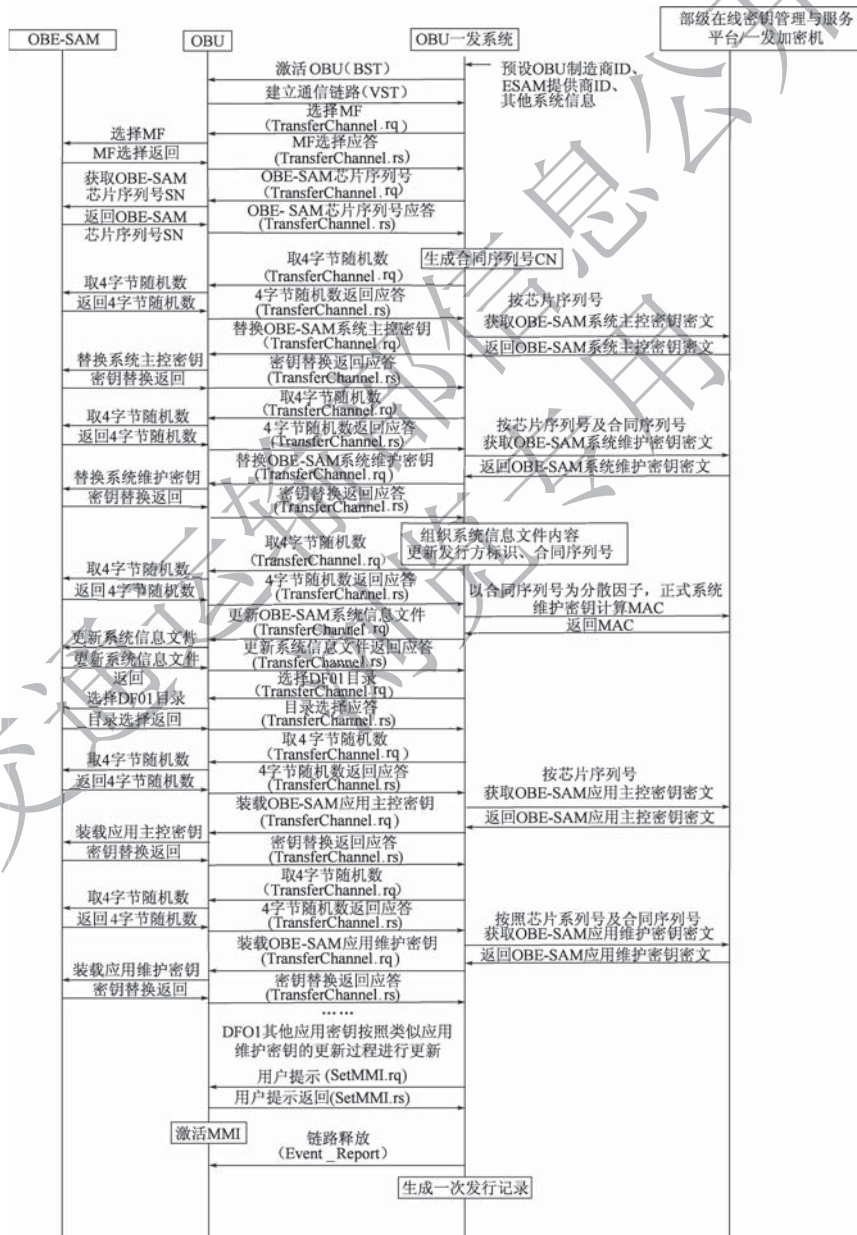 部级在线密钥管理与服务
平台/一发加密机
OBE-SAM
OBU
OBU一发系统
激活OBU(BST)
预设OBU制造商ID、
ESAM提供商ID、
其他系统信息
建立通信链路(VST)
选择MF
(TransferChannel.rq)
选择MF
MF选择返回
MF选择应答
(TransferChannel.rs)
获取OBE-SAM
芯片序列号SN
OBE-SAM芯片序列号
(TransferChannel.rq)
返回OBE-SAM
芯片序列号SN
OBE- SAM芯片序列号应答
(TransferChannel.rs)
生成合同序列号CN
取4字节随机数
(TransferChannel.rq)
取4字节随机数
返回4字节随机数
4字节随机数返回应答
(TransferChannel.rs)
按芯片序列号
获取OBE-SAM系统主控密钥密文
返回OBE-SAM系统主控密钥密文
替换OBE-SAM系统主控密钥
(TransferChannel.rq)
替换系统主控密钥
密钥替换返回
密钥替换返回应答
(TransferChannel.rs)
取4字节随机数
(TransferChannel.rq)
取4字节随机数
返回4字节随机数
4字节随机数返回应答
(TransferChannel.rs)
按芯片序列号及合同序列号
获取OBE-SAM系统维护密钥密文
返回OBE-SAM系统维护密钥密文
替换OBE-SAM系统维护密钥
(TransferChannel.rq)
替换系统维护密钥
密钥替换返回
密钥替换返回应答
(TransferChannel.rs)
组织系统信息文件内容
更新发行方标识、合同序列号
取4字节随机数
(TransferChannel.rq)
取4字节随机数
返回4字节随机数
4字节随机数返回应答
(TransferChannel.rs)
以合同序列号为分散因子，正式系统
维护密钥计算MAC
返回MAC
更新OBE-SAM系统信息文件
(TransferChannel.rq)
更新系统信息文件
更新系统信息文件
返回
更新系统信息文件返回应答
(TransferChannel.rs)
选择DF01目录
(TransferChannel.rq)
选择DF01目录
目录选择返回
目录选择应答
(TransferChannel.rs)
取4字节随机数
(TransferChannel.rq)
取4字节随机数
返回4字节随机数
4字节随机数返回应答
(TransferChannel.rs)
按芯片序列号
获取OBE-SAM应用主控密钥密文
返回OBE-SAM应用主控密钥密文
装载OBE-SAM应用主控密钥
(TransferChannel.rq)
装载应用主控密钥
密钥替换返回
密钥替换返回应答
(TransferChannel.rs)
取4字节随机数
(TransferChannel.rq)
取4字节随机数
返回4字节随机数
4字节随机数返回应答
(TransferChannel.rs)
按照芯片系列号及合同序列号
获取OBE-SAM应用维护密钥密文
返回OBE-SAM应用维护密钥密文
装载OBE-SAM应用维护密钥
(TransferChannel.rq)
装载应用维护密钥
密钥替换返回
密钥替换返回应答
(TransferChannel.rs)
……
DFO1其他应用密钥按照类似应用
维护密钥的更新过程进行更新
用户提示 (SetMMI.rq)
用户提示返回(SetMMI.rs)
激活MMI
链路释放
(Event _Report)
生成一次发行记录
交通运输部信息公开
浏览专用